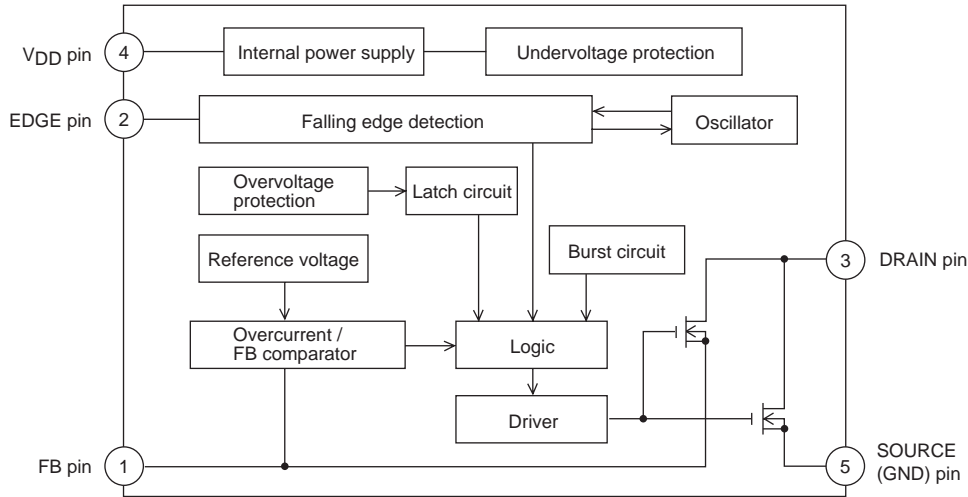 VDD pin
4
Internal power supply
Undervoltage protection
EDGE pin
2
Falling edge detection
Oscillator
Overvoltage
protection
Latch circuit
Reference voltage
Burst circuit
3
DRAIN pin
Overcurrent /
FB comparator
Logic
Driver
FB pin
1
5
SOURCE
(GND) pin